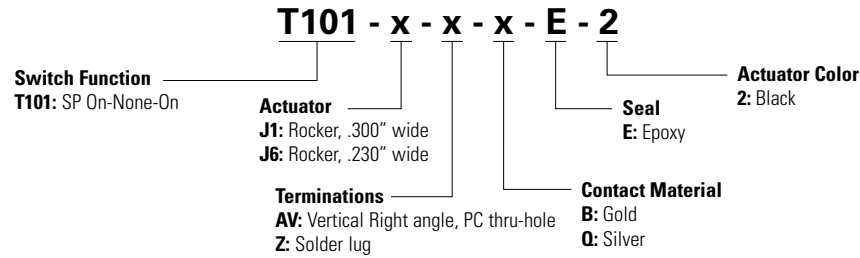 T101 - x - x - x - E - 2
Switch Function
T101: SP On-None-On
Actuator
J1: Rocker, .300” wide
J6: Rocker, .230” wide
Terminations
AV: Vertical Right angle, PC thru-hole
Z: Solder lug
Contact Material
B: Gold
Q: Silver
Seal
E: Epoxy
Actuator Color
2: Black